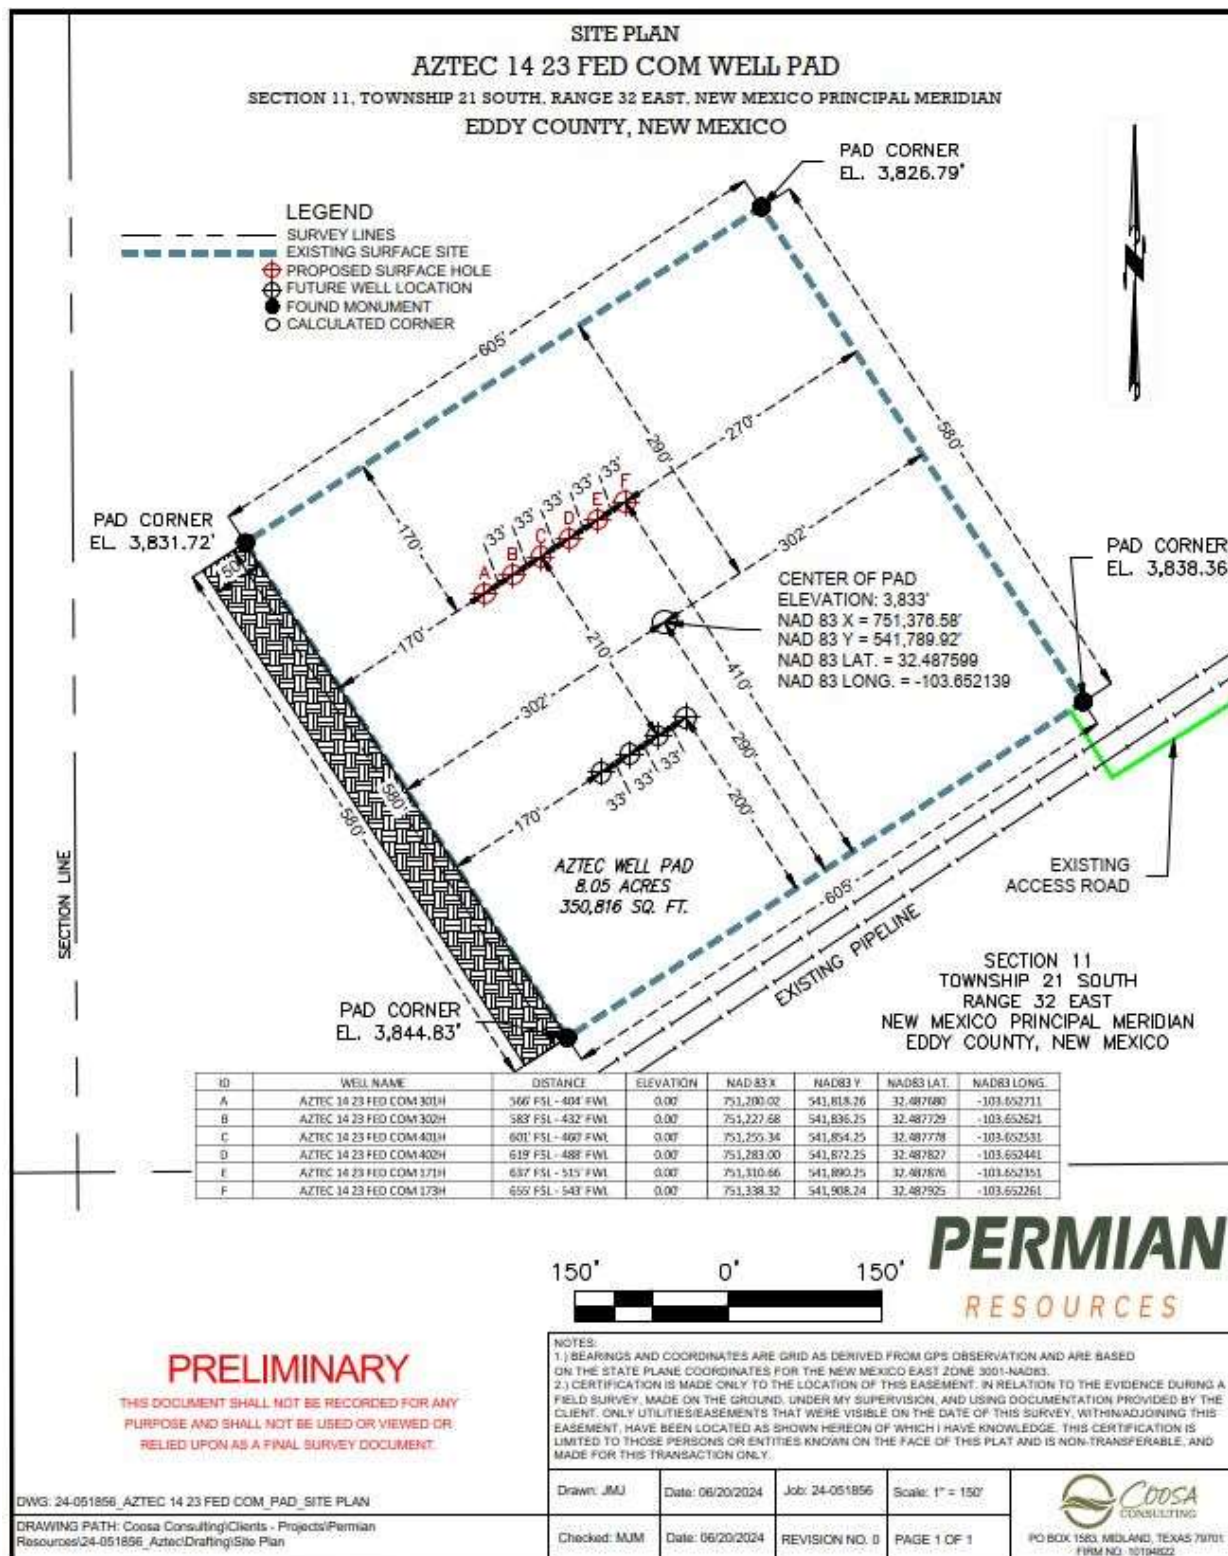 SITE PLAN
AZTEC 14 23 FED COM WELL PAD
SECTION 11, TOWNSHIP 21 SOUTH, RANGE 32 EAST, NEW MEXICO PRINCIPAL MERIDIAN
EDDY COUNTY, NEW MEXICO
PAD CORNER
EL. 3,826.79'
LEGEND
SURVEY LINES
EXISTING SURFACE SITE
PROPOSED SURFACE HOLE
FUTURE WELL LOCATION
FOUND MONUMENT
CALCULATED CORNER
605'
580'
290'
270'
33' 33' 33' 33' 33'
A B C D E F
170'
PAD CORNER
EL. 3,831.72'
50'
302'
PAD CORNER
EL. 3,838.36
CENTER OF PAD
ELEVATION: 3,833'
NAD 83 X = 751,376.58'
NAD 83 Y = 541,789.92'
NAD 83 LAT. = 32.487599
NAD 83 LONG. = -103.652139
170'
210'
410'
302'
290'
33' 33' 33'
200'
580'
580'
170'
AZTEC WELL PAD
8.05 ACRES
350,816 SQ. FT.
605'
EXISTING
ACCESS ROAD
SECTION LINE
EXISTING PIPELINE
SECTION 11
TOWNSHIP 21 SOUTH
RANGE 32 EAST
NEW MEXICO PRINCIPAL MERIDIAN
EDDY COUNTY, NEW MEXICO
PAD CORNER
EL. 3,844.83'
ID WELL NAME DISTANCE ELEVATION NAD 83 X NAD83 Y NAD83 LAT. NAD83 LONG.
A AZTEC 14 23 FED COM 301H 566' FSL - 404' FWL 0.00' 751,200.02 541,818.26 32.487680 -103.652711
B AZTEC 14 23 FED COM 302H 583' FSL - 432' FWL 0.00' 751,227.68 541,836.25 32.487729 -103.652621
C AZTEC 14 23 FED COM 401H 601' FSL - 460' FWL 0.00' 751,255.34 541,854.25 32.487778 -103.652531
D AZTEC 14 23 FED COM 402H 619' FSL - 488' FWL 0.00' 751,283.00 541,872.25 32.487827 -103.652441
E AZTEC 14 23 FED COM 171H 637' FSL - 515' FWL 0.00' 751,310.66 541,890.25 32.487876 -103.652351
F AZTEC 14 23 FED COM 173H 655' FSL - 543' FWL 0.00' 751,338.32 541,908.24 32.487925 -103.652261
150' 0' 150'
PERMIAN
RESOURCES
PRELIMINARY
THIS DOCUMENT SHALL NOT BE RECORDED FOR ANY
PURPOSE AND SHALL NOT BE USED OR VIEWED OR
RELIED UPON AS A FINAL SURVEY DOCUMENT.
NOTES:
1.) BEARINGS AND COORDINATES ARE GRID AS DERIVED FROM GPS OBSERVATION AND ARE BASED
ON THE STATE PLANE COORDINATES FOR THE NEW MEXICO EAST ZONE 3001-NAD83.
2.) CERTIFICATION IS MADE ONLY TO THE LOCATION OF THIS EASEMENT. IN RELATION TO THE EVIDENCE DURING A
FIELD SURVEY, MADE ON THE GROUND, UNDER MY SUPERVISION, AND USING DOCUMENTATION PROVIDED BY THE
CLIENT. ONLY UTILITIES/EASEMENTS THAT WERE VISIBLE ON THE DATE OF THIS SURVEY, WITHIN/ADJOINING THIS
EASEMENT, HAVE BEEN LOCATED AS SHOWN HEREON OF WHICH I HAVE KNOWLEDGE. THIS CERTIFICATION IS
LIMITED TO THOSE PERSONS OR ENTITIES KNOWN ON THE FACE OF THIS PLAT AND IS NON-TRANSFERABLE, AND
MADE FOR THIS TRANSACTION ONLY.
DWG: 24-051856_AZTEC 14 23 FED COM_PAD_SITE PLAN
DRAWING PATH: Coosa Consulting\Clients - Projects\Permian
Resources\24-051856_Aztec\Drafting\Site Plan
Drawn: JMJ Date: 06/20/2024 Job: 24-051856 Scale: 1" = 150'
Checked: MJM Date: 06/20/2024 REVISION NO. 0 PAGE 1 OF 1
COOSA
CONSULTING
PO BOX 1583, MIDLAND, TEXAS 79701
FIRM NO. 10194822